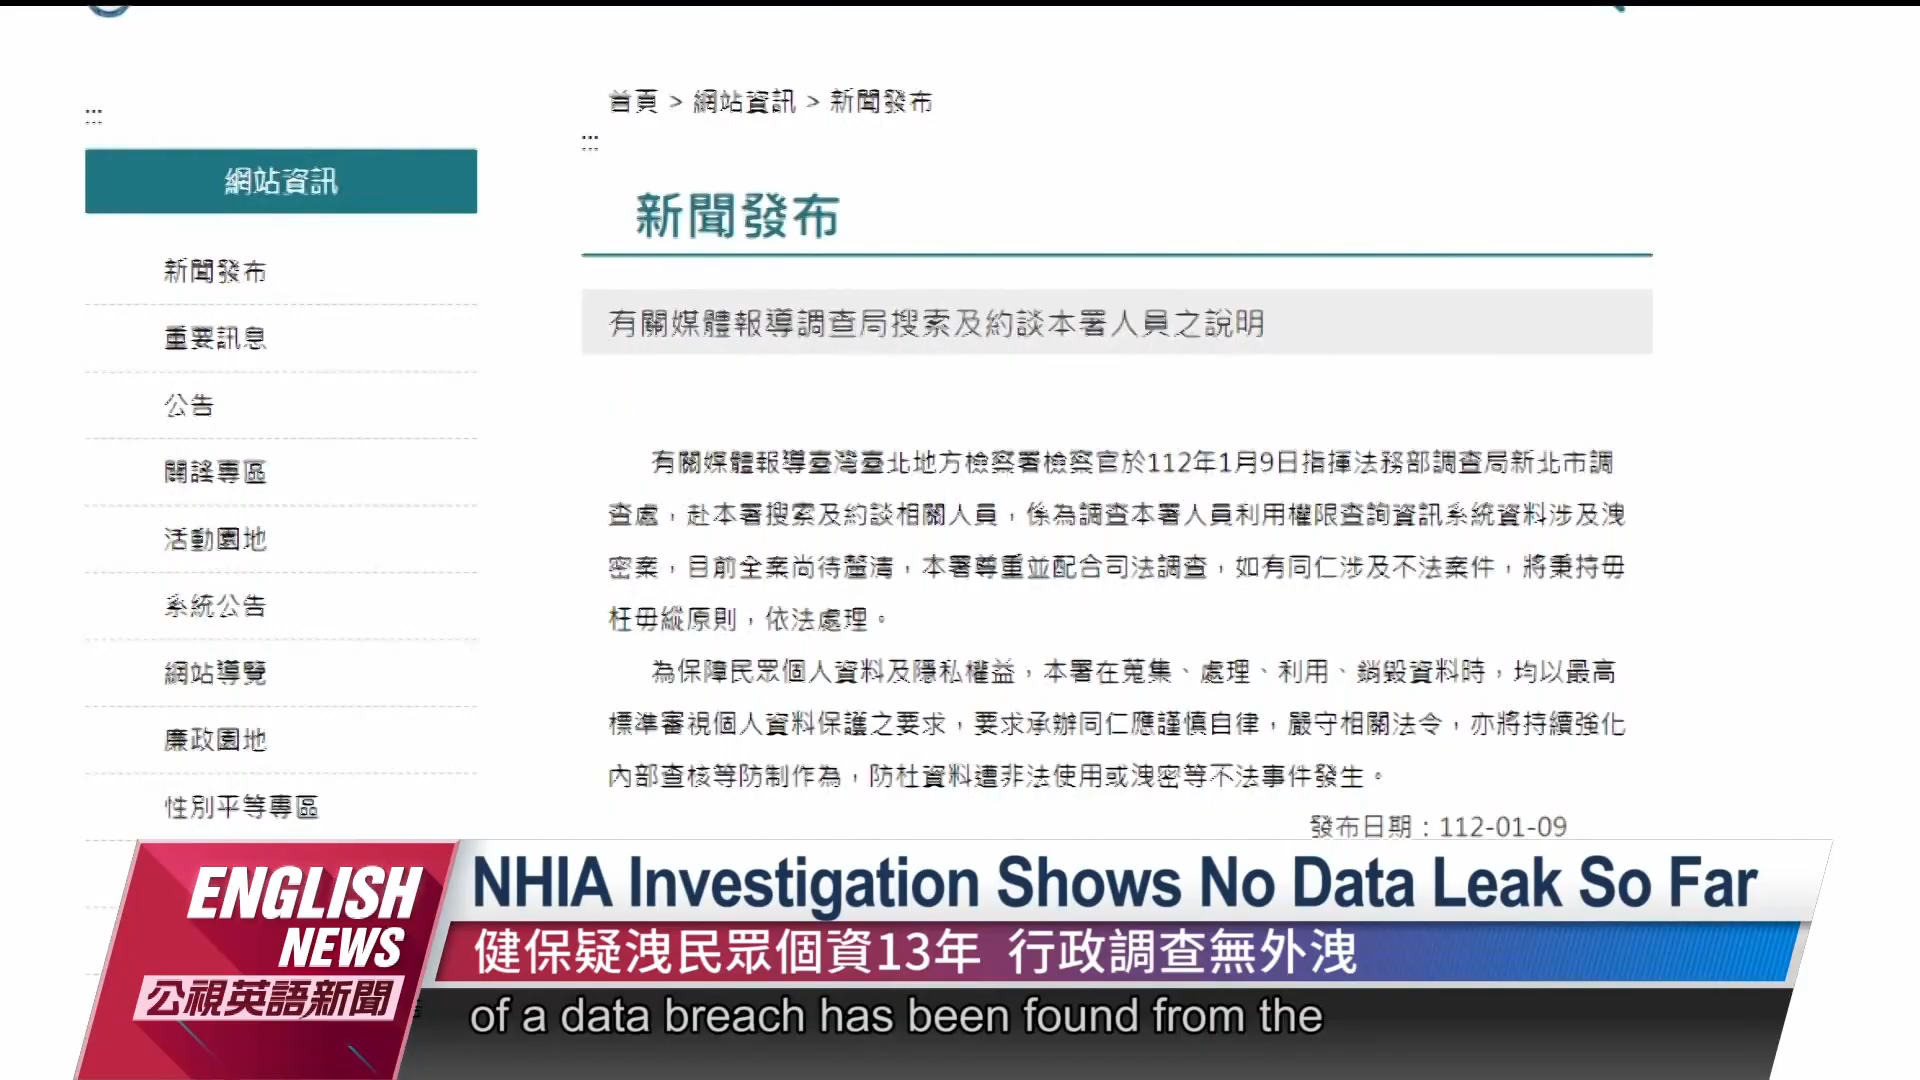 :::
網站資訊
新聞發布
重要訊息
公告
闢謠專區
活動園地
系統公告
網站導覽
廉政園地
性別平等專區
首頁 > 網站資訊 > 新聞發布
:::
新聞發布
有關媒體報導調查局搜索及約談本署人員之說明
有關媒體報導臺灣臺北地方檢察署檢察官於112年1月9日指揮法務部調查局新北市調
查處，赴本署搜索及約談相關人員，係為調查本署人員利用權限查詢資訊系統資料涉及洩
密案，目前全案尚待釐清，本署尊重並配合司法調查，如有同仁涉及不法案件，將秉持毋
枉毋縱原則，依法處理。
為保障民眾個人資料及隱私權益，本署在蒐集、處理、利用、銷毀資料時，均以最高
標準審視個人資料保護之要求，要求承辦同仁應謹慎自律，嚴守相關法令，亦將持續強化
內部查核等防制作為，防杜資料遭非法使用或洩密等不法事件發生。
發布日期：112-01-09
ENGLISH
NEWS
公視英語新聞
NHIA Investigation Shows No Data Leak So Far
健保疑洩民眾個資13年 行政調查無外洩
of a data breach has been found from the